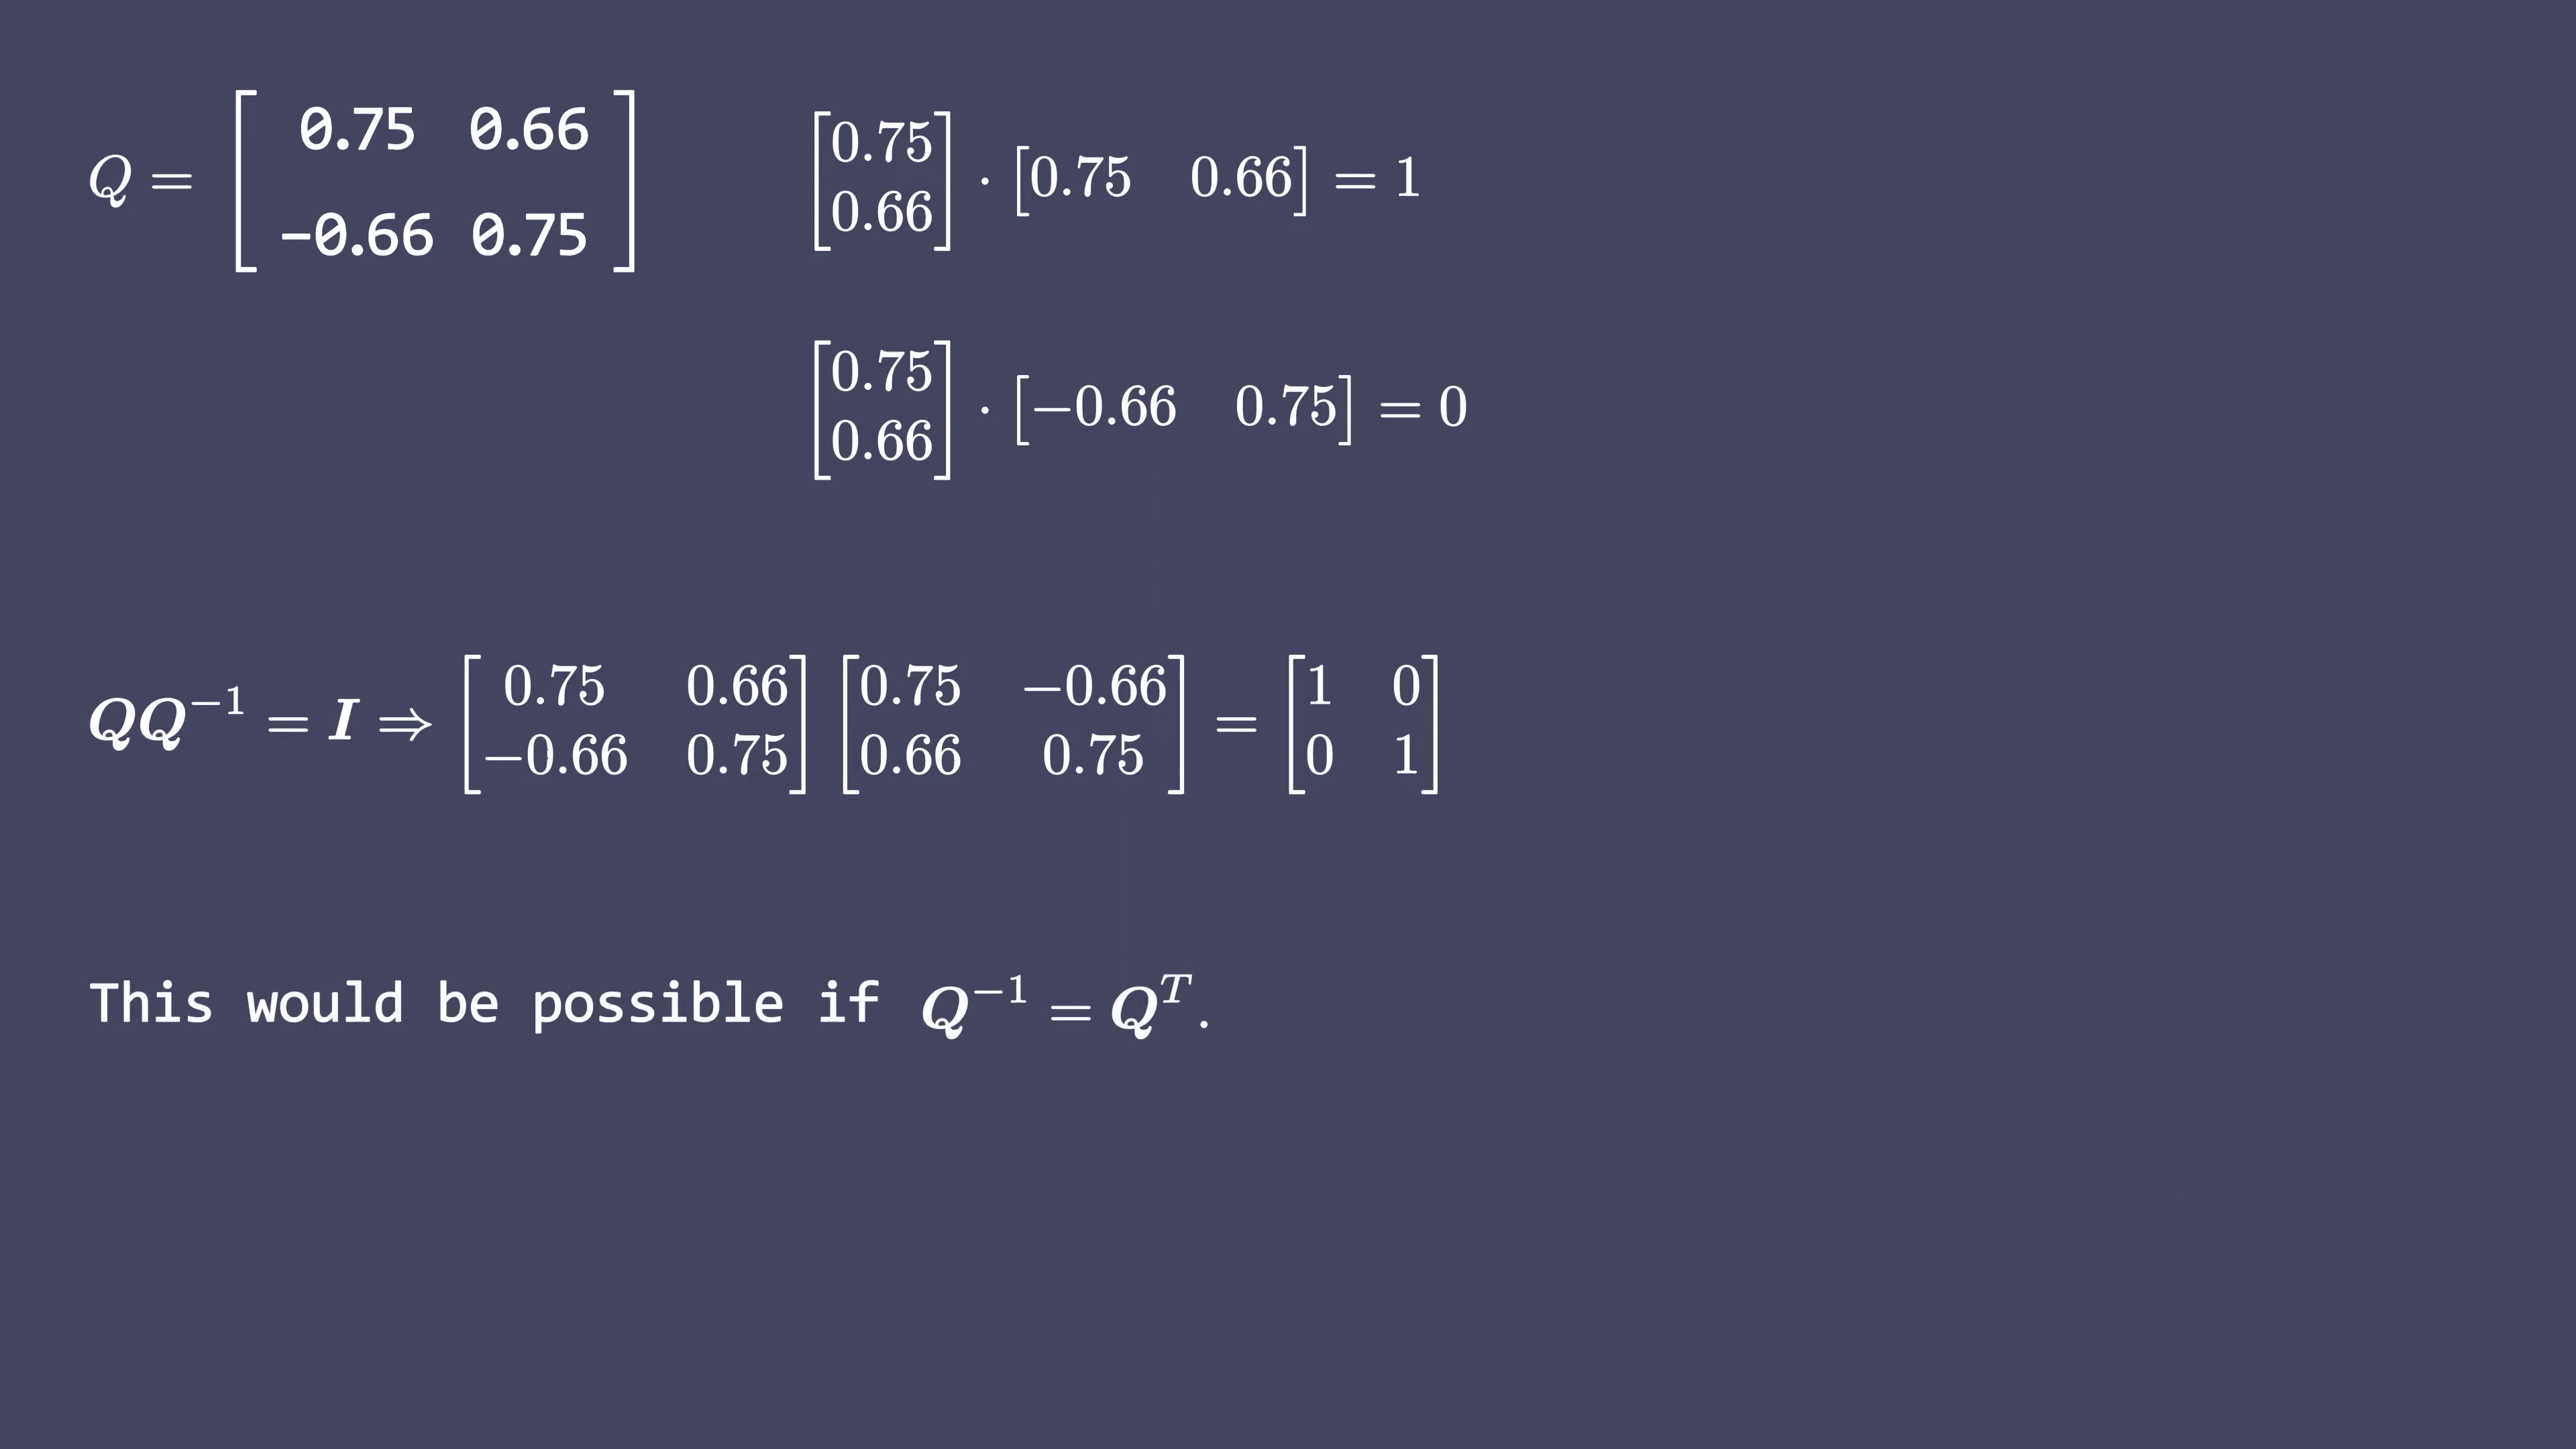 Q = [ 0.75 0.66 ; −0.66 0.75 ]
[ 0.75 ; 0.66 ] · [ 0.75 0.66 ] = 1
[ 0.75 ; 0.66 ] · [ −0.66 0.75 ] = 0
QQ⁻¹ = I ⇒ [ 0.75 0.66 ; −0.66 0.75 ] [ 0.75 −0.66 ; 0.66 0.75 ] = [ 1 0 ; 0 1 ]
This would be possible if Q⁻¹ = Qᵀ.